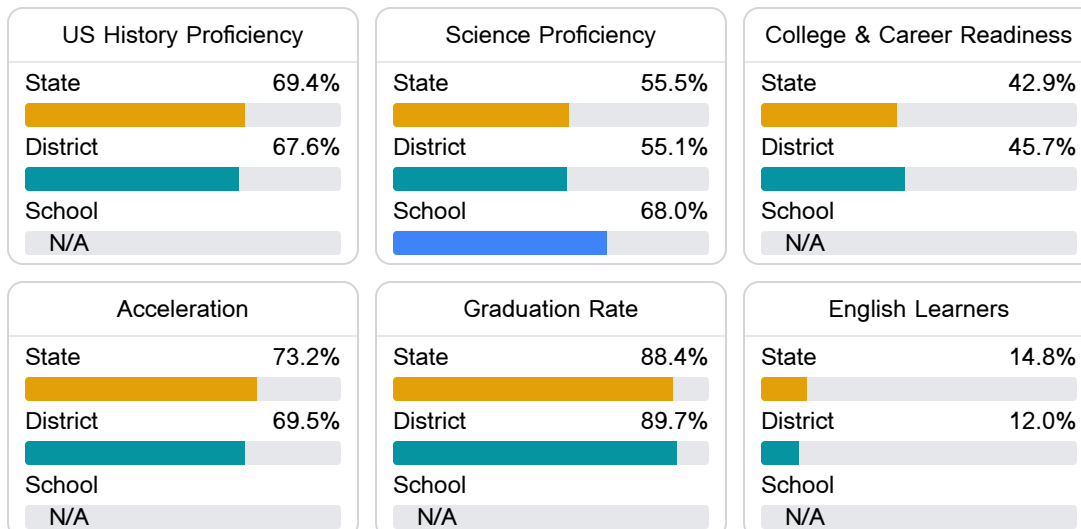 US History Proficiency
State 69.4%
District 67.6%
School
N/A
Science Proficiency
State 55.5%
District 55.1%
School 68.0%
College & Career Readiness
State 42.9%
District 45.7%
School
N/A
Acceleration
State 73.2%
District 69.5%
School
N/A
Graduation Rate
State 88.4%
District 89.7%
School
N/A
English Learners
State 14.8%
District 12.0%
School
N/A